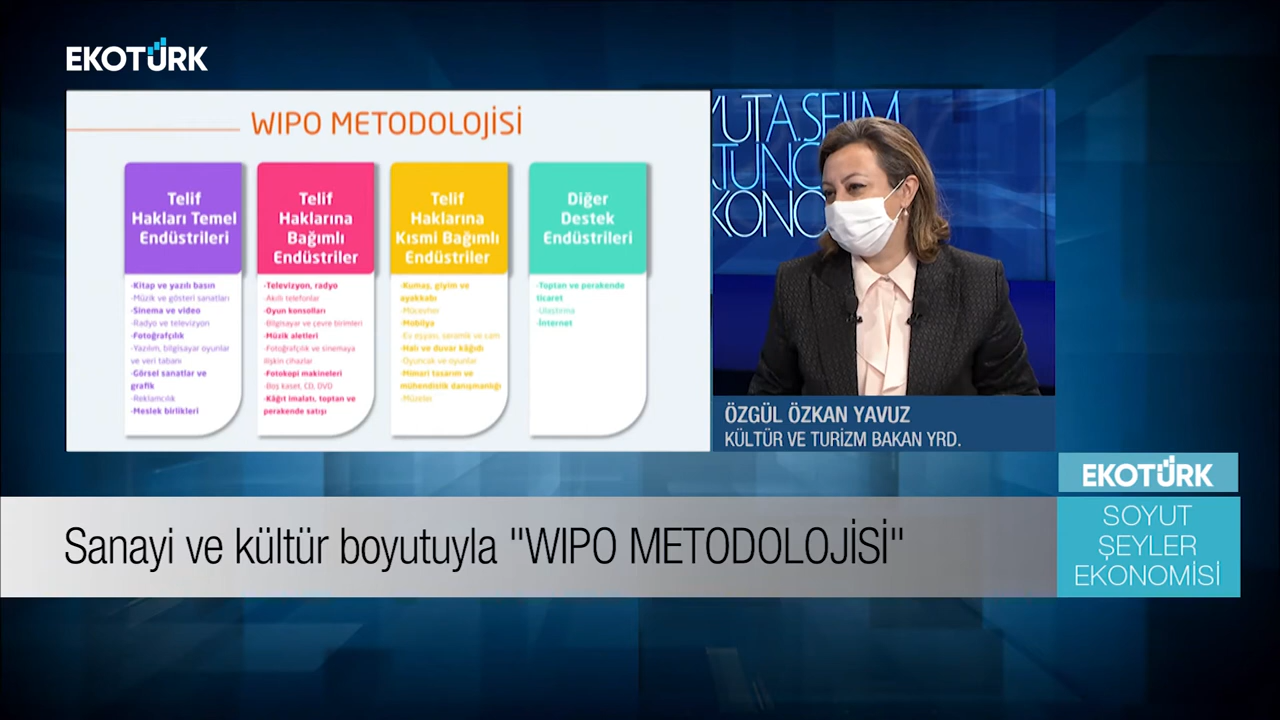 EKOTÜRK
WIPO METODOLOJİSİ
Telif
Hakları Temel
Endüstrileri
-Kitap ve yazılı basın
-Müzik ve gösteri sanatları
-Sinema ve video
-Radyo ve televizyon
-Fotoğrafçılık
-Yazılım, bilgisayar oyunları
ve veri tabanı
-Görsel sanatlar ve
grafik
-Reklamcılık
-Meslek birlikleri
Telif
Haklarına
Bağımlı
Endüstriler
-Televizyon, radyo
-Akıllı telefonlar
-Oyun konsolları
-Bilgisayar ve çevre birimleri
-Müzik aletleri
-Fotoğrafçılık ve sinemaya
ilişkin cihazlar
-Fotokopi makineleri
-Boş kaset, CD, DVD
-Kâğıt imalatı, toptan ve
perakende satışı
Telif
Haklarına
Kısmi Bağımlı
Endüstriler
-Kumaş, giyim ve
ayakkabı
-Mücevher
-Mobilya
-Ev eşyası, seramik ve cam
-Halı ve duvar kâğıdı
-Oyuncak ve oyunlar
-Mimari tasarım ve
mühendislik danışmanlığı
-Müzeler
Diğer
Destek
Endüstrileri
-Toptan ve perakende
ticaret
-Ulaştırma
-İnternet
ÖZGÜL ÖZKAN YAVUZ
KÜLTÜR VE TURİZM BAKAN YRD.
EKOTÜRK
Sanayi ve kültür boyutuyla "WIPO METODOLOJİSİ"
SOYUT
ŞEYLER
EKONOMİSİ